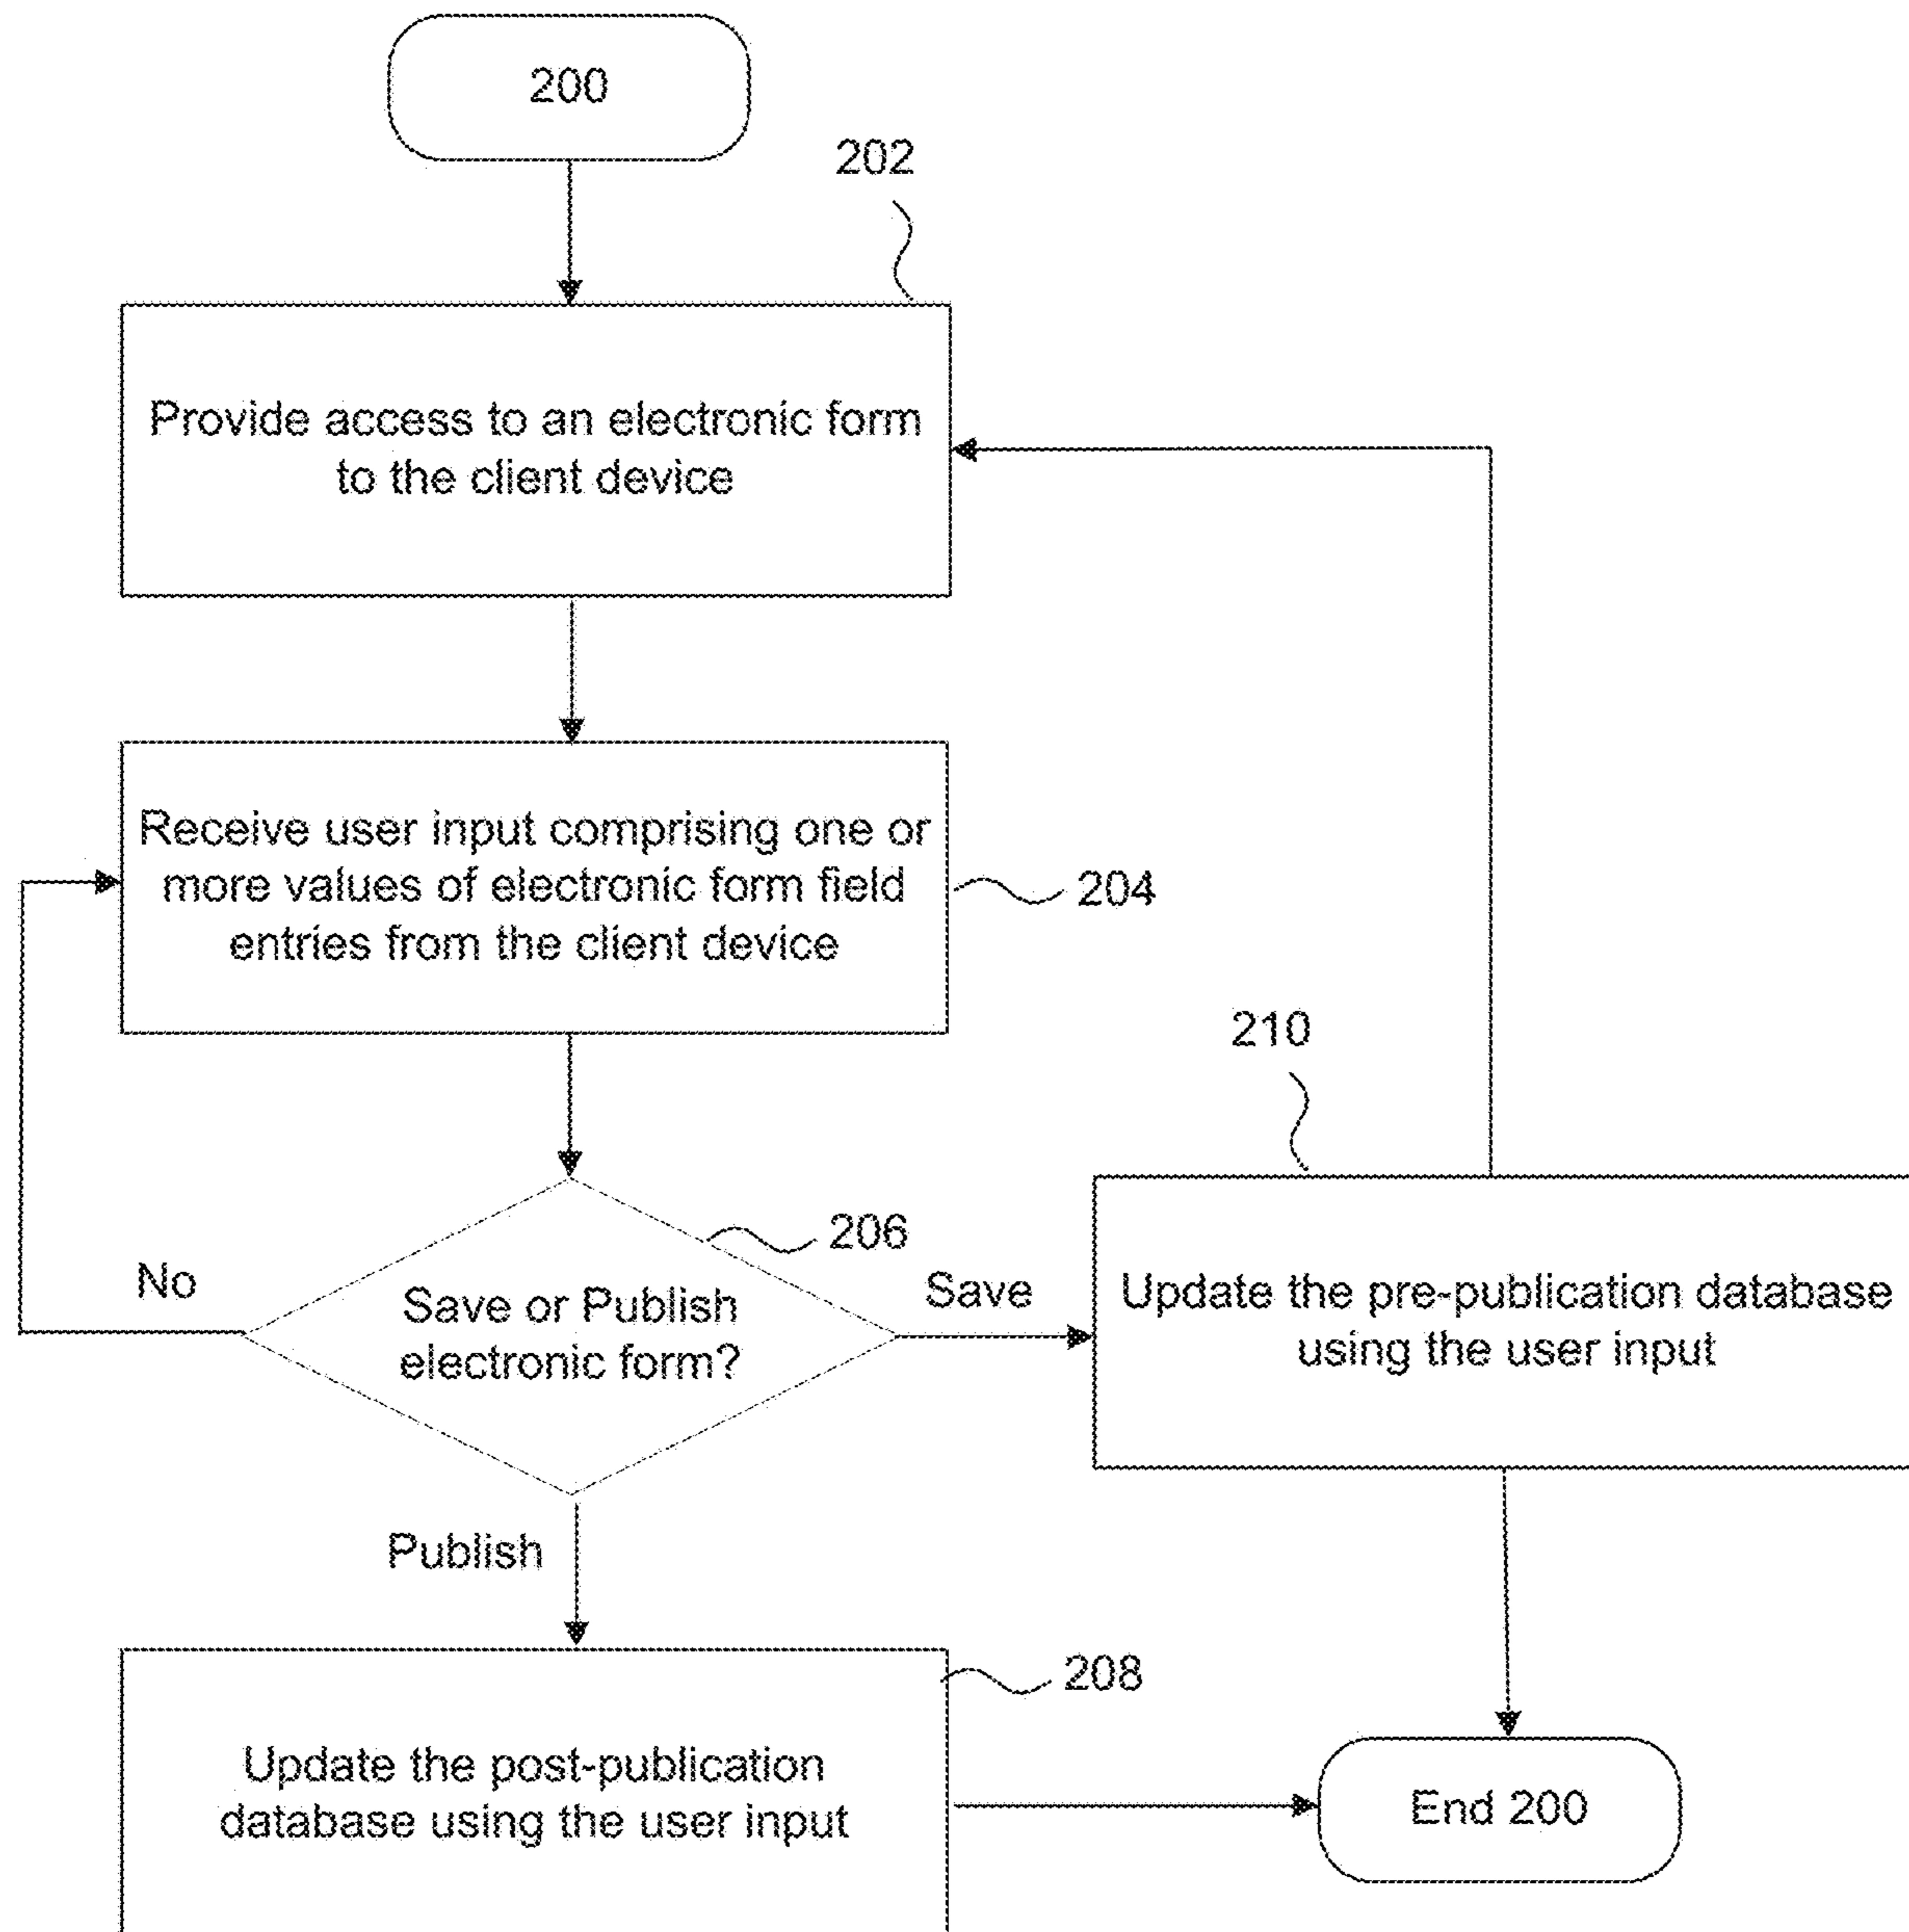 200
202
Provide access to an electronic form
to the client device
Receive user input comprising one or
more values of electronic form field
entries from the client device
204
210
206
No
Save or Publish
electronic form?
Save
Update the pre-publication database
using the user input
Publish
208
Update the post-publication
database using the user input
End 200